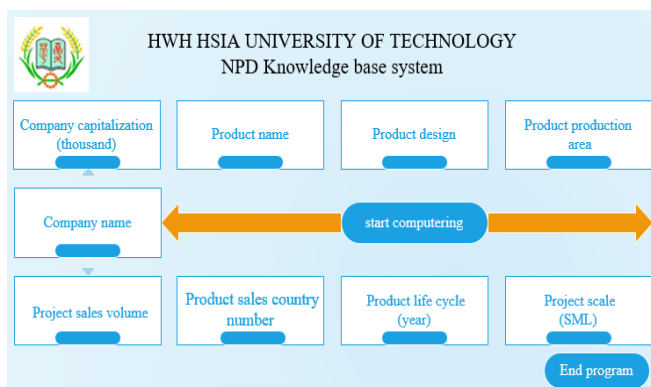 HWH HSIA UNIVERSITY OF TECHNOLOGY
NPD Knowledge base system
Company capitalization
(thousand)
Product name
Product design
Product production
area
Company name
start computering
Project sales volume
Product sales country
number
Product life cycle
(year)
Project scale
(SML)
End program